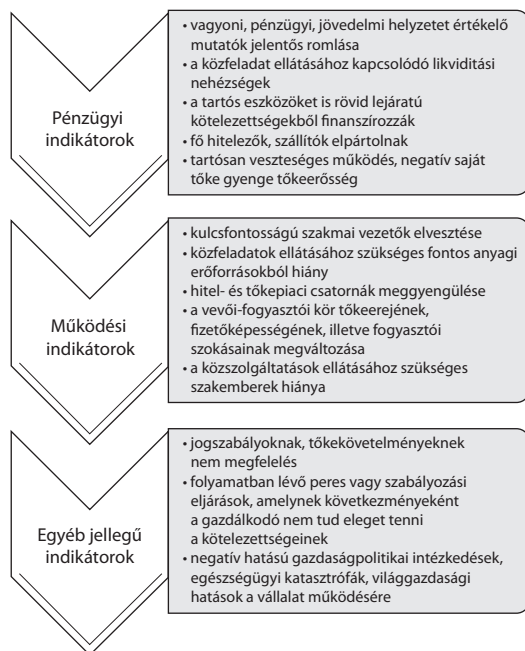 Pénzügyi
indikátorok
• vagyoni, pénzügyi, jövedelmi helyzetet értékelő
mutatók jelentős romlása
• a közfeladat ellátásához kapcsolódó likviditási
nehézségek
• a tartós eszközöket is rövid lejáratú
kötelezettségekből finanszírozzák
• fő hitelezők, szállítók elpártolnak
• tartósan veszteséges működés, negatív saját
tőke gyenge tőkeerősség
Működési
indikátorok
• kulcsfontosságú szakmai vezetők elvesztése
• közfeladatok ellátásához szükséges fontos anyagi
erőforrásokból hiány
• hitel- és tőkepiaci csatornák meggyengülése
• a vevői-fogyasztói kör tőkeerejének,
fizetőképességének, illetve fogyasztói
szokásainak megváltozása
• a közszolgáltatások ellátásához szükséges
szakemberek hiánya
Egyéb jellegű
indikátorok
• jogszabályoknak, tőkekövetelményeknek
nem megfelelés
• folyamatban lévő peres vagy szabályozási
eljárások, amelynek következményeként
a gazdálkodó nem tud eleget tenni
a kötelezettségeinek
• negatív hatású gazdaságpolitikai intézkedések,
egészségügyi katasztrófák, világgazdasági
hatások a vállalat működésére